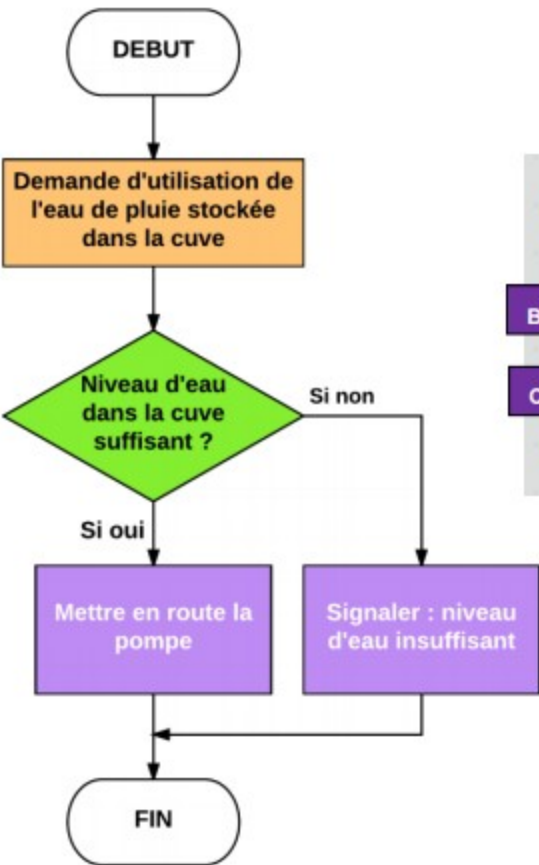 DEBUT
Demande d'utilisation de
l'eau de pluie stockée
dans la cuve
Niveau d'eau
dans la cuve
suffisant ?
Si non
Si oui
Mettre en route la
pompe
Signaler : niveau
d'eau insuffisant
FIN